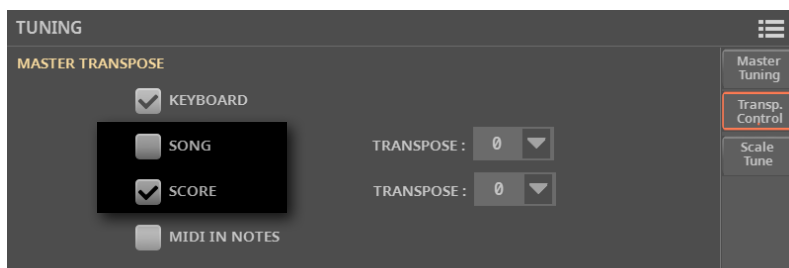 TUNING
MASTER TRANSPOSE
KEYBOARD
SONG
TRANSPOSE : 0
SCORE
TRANSPOSE : 0
MIDI IN NOTES
Master
Tuning
Transp.
Control
Scale
Tune